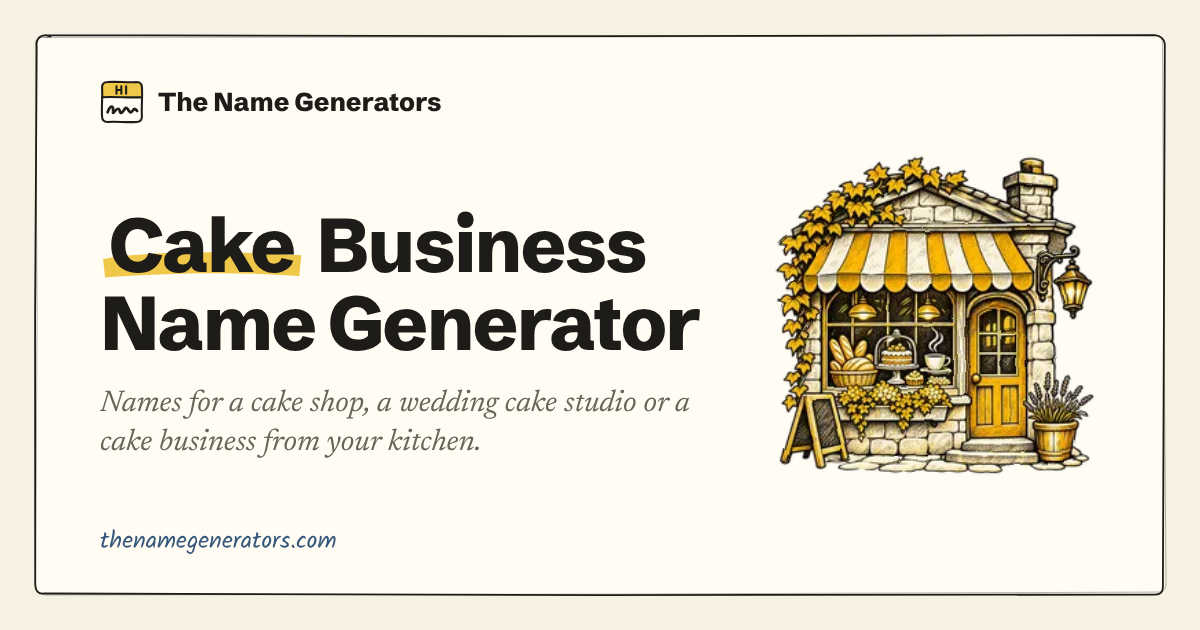 HI
The Name Generators
Cake Business
Name Generator
Names for a cake shop, a wedding cake studio or a
cake business from your kitchen.
thenamegenerators.com